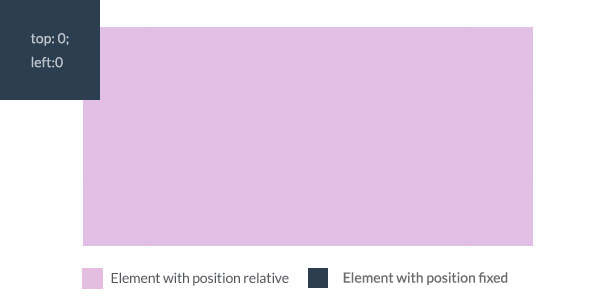 top: 0;
left:0
Element with position relative
Element with position fixed